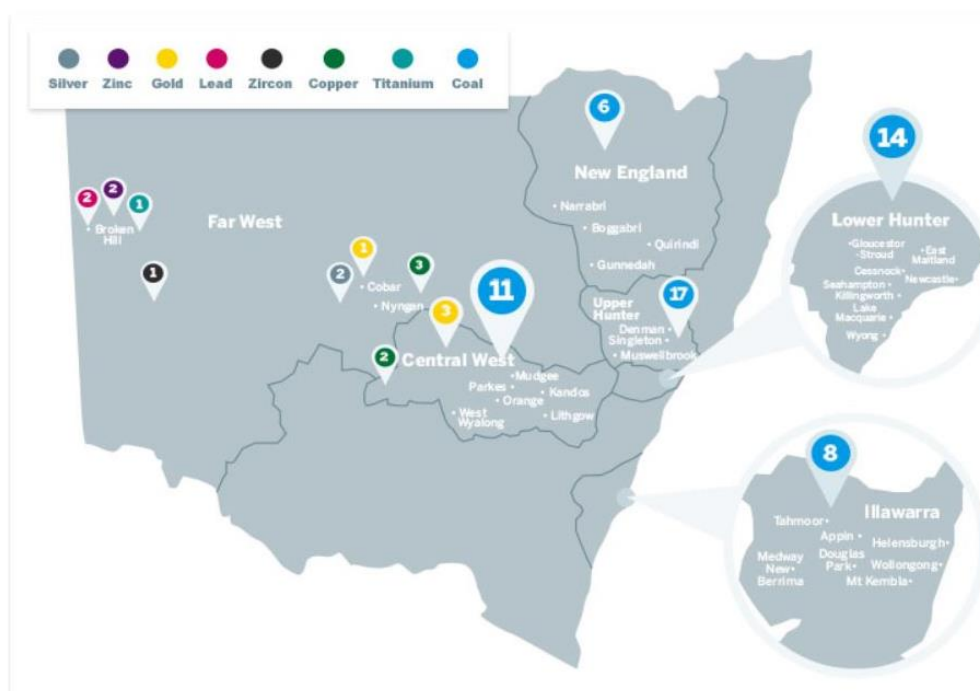 Silver
Zinc
Gold
Lead
Zircon
Copper
Titanium
Coal
6
14
New England
Narrabri
Boggabri
Quirindi
Gunnedah
2
2
1
Broken
Hill
Far West
1
1
2
3
Cobar
Nyngan
11
3
17
Upper
Hunter
Denman
Singleton
Muswellbrook
Lower Hunter
Gloucestor
Stroud
East
Maitland
Cessnock
Newcastle
Seahampton
Killingworth
Lake
Macquarie
Wyong
2
Central West
Mudgee
Parkes
Kandos
Orange
West
Wyalong
Lithgow
8
Illawarra
Tahmoor
Appin
Helensburgh
Medway
New
Berrima
Douglas
Park
Wollongong
Mt Kembla